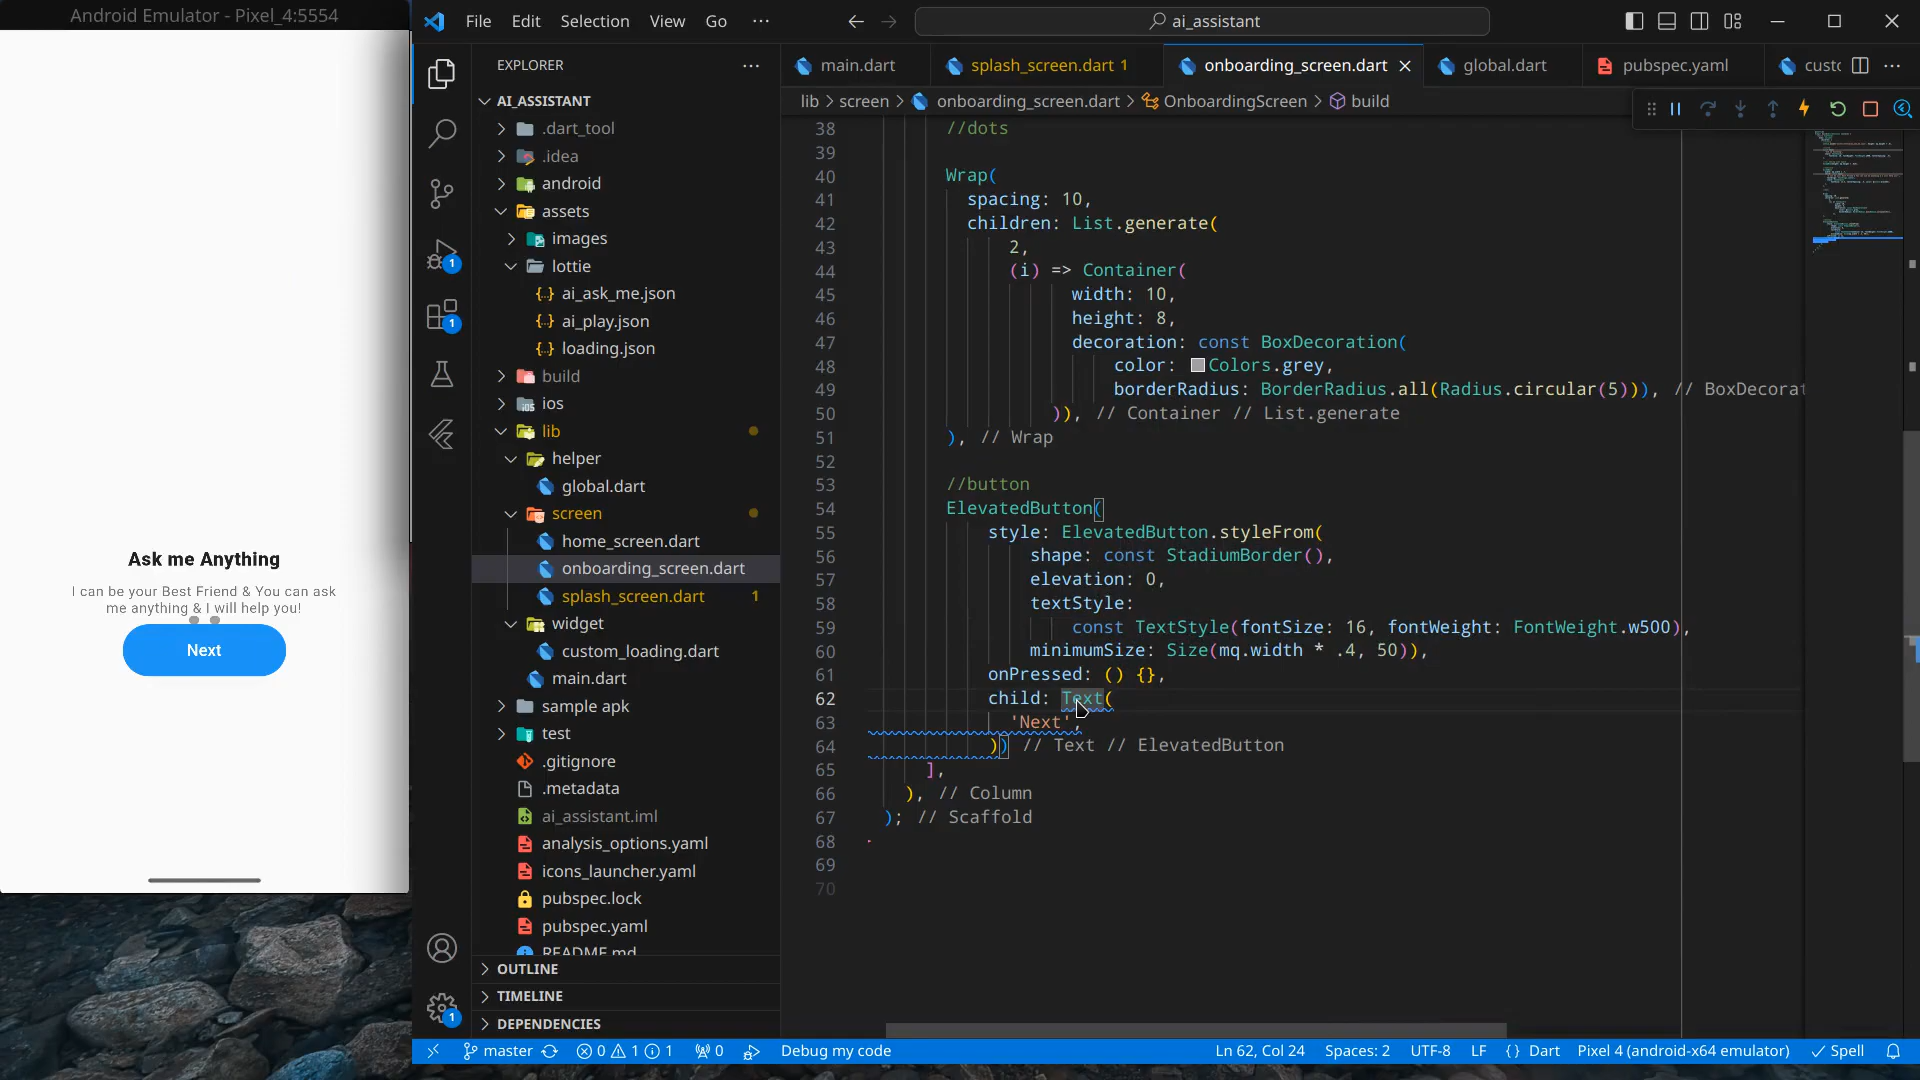 Android Emulator - Pixel_4:5554
Ask me Anything
I can be your Best Friend & You can ask
me anything & I will help you!
Next
File Edit Selection View Go ···
ai_assistant
EXPLORER
AI_ASSISTANT
.dart_tool
.idea
android
assets
images
lottie
ai_ask_me.json
ai_play.json
loading.json
build
ios
lib
helper
global.dart
screen
home_screen.dart
onboarding_screen.dart
splash_screen.dart 1
widget
custom_loading.dart
main.dart
sample apk
test
.gitignore
.metadata
ai_assistant.iml
analysis_options.yaml
icons_launcher.yaml
pubspec.lock
pubspec.yaml
README.md
OUTLINE
TIMELINE
DEPENDENCIES
1
1
1
main.dart splash_screen.dart 1 onboarding_screen.dart global.dart pubspec.yaml custo
lib > screen > onboarding_screen.dart > OnboardingScreen > build
38 //dots
39
40 Wrap(
41 spacing: 10,
42 children: List.generate(
43 2,
44 (i) => Container(
45 width: 10,
46 height: 8,
47 decoration: const BoxDecoration(
48 color: Colors.grey,
49 borderRadius: BorderRadius.all(Radius.circular(5))), // BoxDecorat
50 )), // Container // List.generate
51 ), // Wrap
52
53 //button
54 ElevatedButton(
55 style: ElevatedButton.styleFrom(
56 shape: const StadiumBorder(),
57 elevation: 0,
58 textStyle:
59 const TextStyle(fontSize: 16, fontWeight: FontWeight.w500),
60 minimumSize: Size(mq.width * .4, 50)),
61 onPressed: () {},
62 child: Text(
63 'Next',
64 )) // Text // ElevatedButton
65 ],
66 ), // Column
67 ); // Scaffold
68
69
70
master 0 1 1 0 Debug my code Ln 62, Col 24 Spaces: 2 UTF-8 LF {} Dart Pixel 4 (android-x64 emulator) Spell